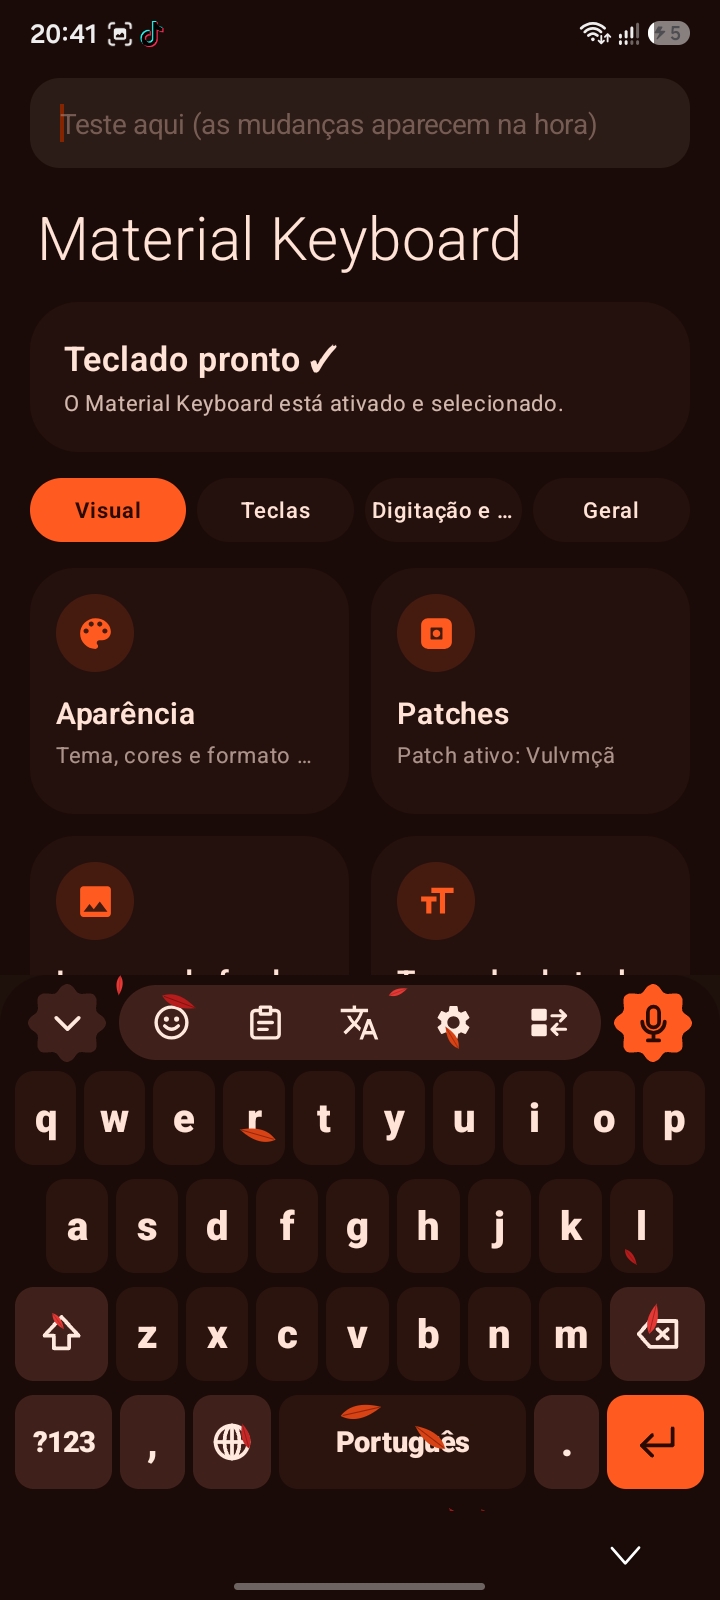 20:41
5
Teste aqui (as mudanças aparecem na hora)
Material Keyboard
Teclado pronto ✓
O Material Keyboard está ativado e selecionado.
Visual Teclas Digitação e ... Geral
Aparência Patches
Tema, cores e formato ... Patch ativo: Vulvmçã
q w e r t y u i o p
a s d f g h j k l
z x c v b n m
?123 , Português .